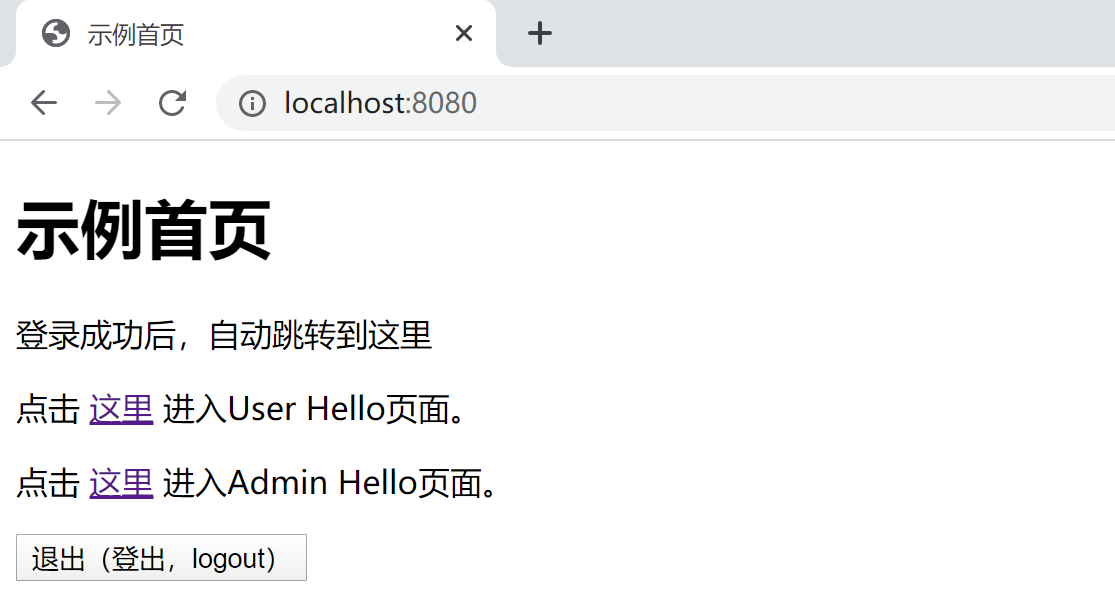 示例首页
localhost:8080
示例首页
登录成功后，自动跳转到这里
点击 这里 进入User Hello页面。
点击 这里 进入Admin Hello页面。
退出（登出，logout）